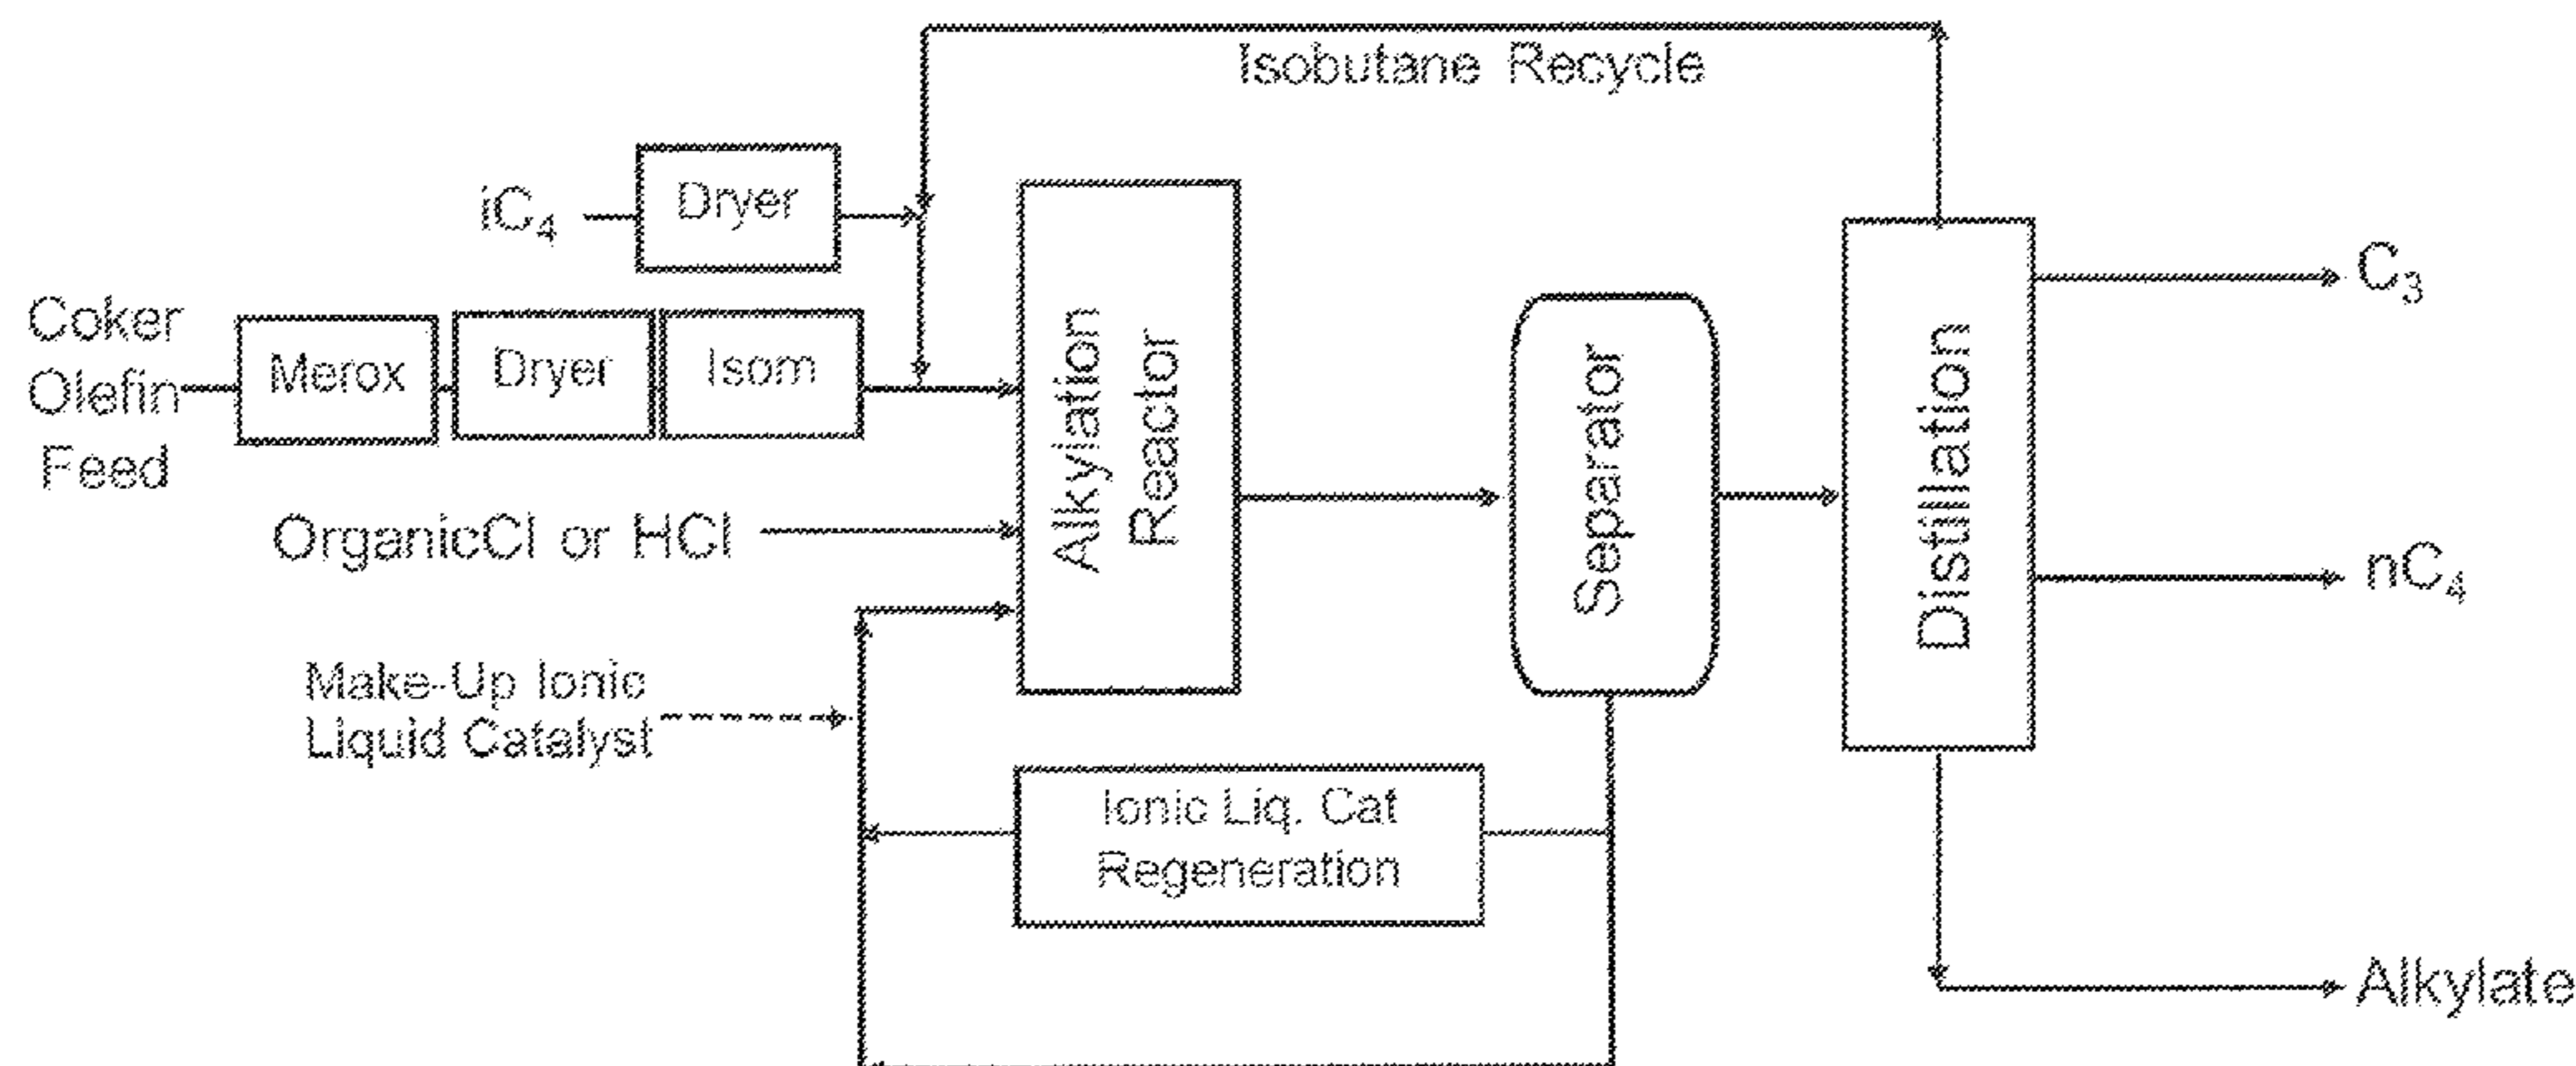 Isobutane Recycle
iC₄
Dryer
Coker
Olefin
Feed
Merox
Dryer
Isom
OrganicCl or HCl
Make-Up Ionic
Liquid Catalyst
Alkylation
Reactor
Ionic Liq. Cat
Regeneration
Separator
Distillation
C₃
nC₄
Alkylate